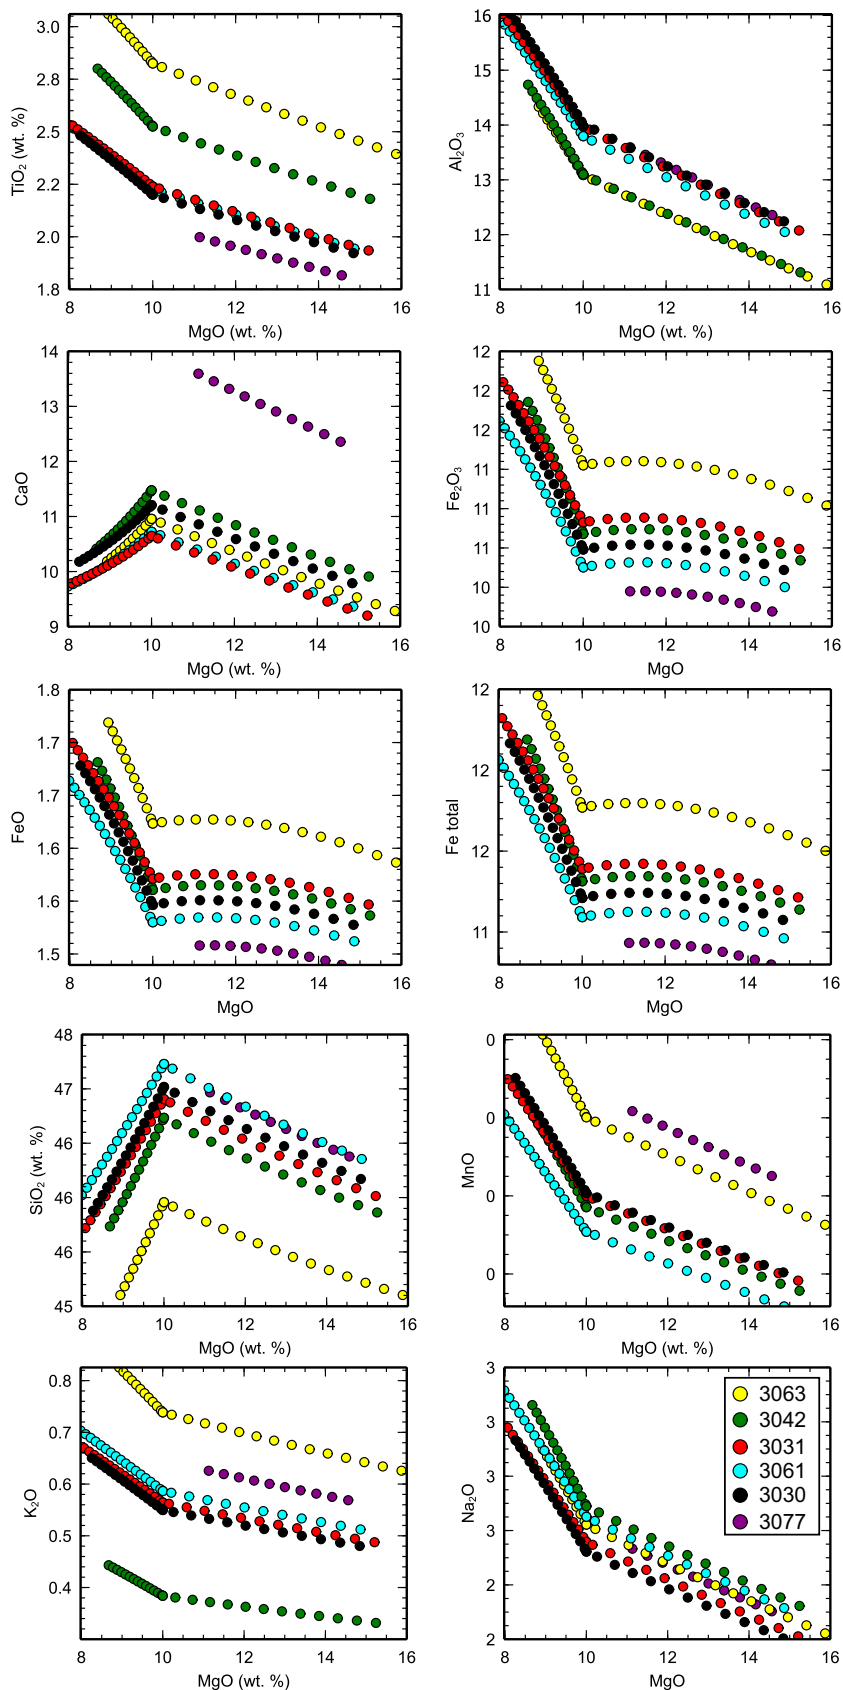 3.0
2.8
2.5
2.2
2.0
1.8
TiO₂ (wt. %)
8 10 12 14 16
MgO (wt. %)
16
15
14
13
12
11
Al₂O₃
8 10 12 14 16
MgO (wt. %)
14
13
12
11
10
9
CaO
8 10 12 14 16
MgO (wt. %)
12
12
12
11
11
11
10
10
Fe₂O₃
8 10 12 14 16
MgO
1.8
1.7
1.7
1.6
1.6
1.5
FeO
8 10 12 14 16
MgO
12
12
12
11
Fe total
8 10 12 14 16
MgO
48
47
46
46
46
45
SiO₂ (wt. %)
8 10 12 14 16
MgO (wt. %)
0
0
0
0
MnO
8 10 12 14 16
MgO (wt. %)
0.8
0.7
0.6
0.5
0.4
K₂O
8 10 12 14 16
MgO (wt. %)
3
3
3
3
2
2
Na₂O
3063
3042
3031
3061
3030
3077
8 10 12 14 16
MgO